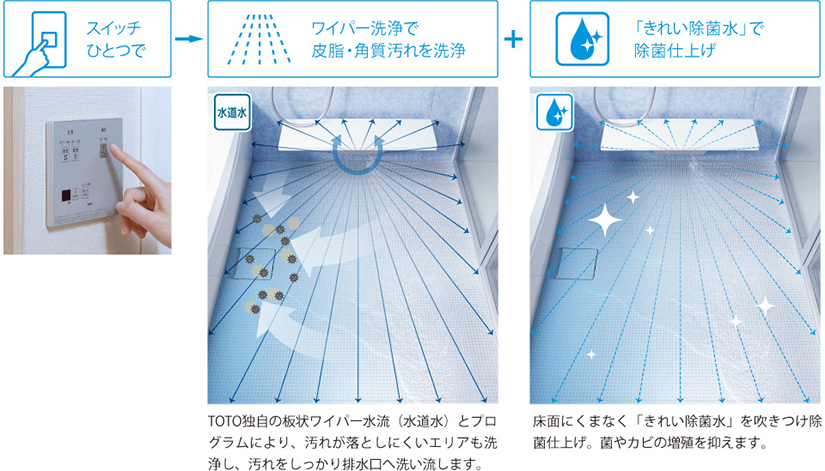 スイッチ
ひとつで
ワイパー洗浄で
皮脂・角質汚れを洗浄
「きれい除菌水」で
除菌仕上げ
水道水
TOTO独自の板状ワイパー水流（水道水）とプロ
グラムにより、汚れが落としにくいエリアも洗
浄し、汚れをしっかり排水口へ洗い流します。
床面にくまなく「きれい除菌水」を吹きつけ除
菌仕上げ。菌やカビの増殖を抑えます。